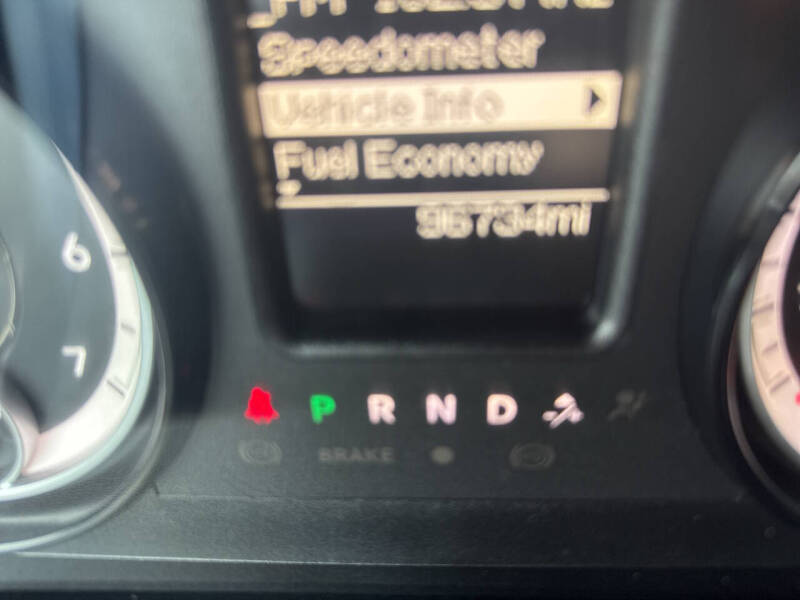 Speedometer
Vehicle Info
Fuel Economy
96734mi
6
7
P R N D
BRAKE